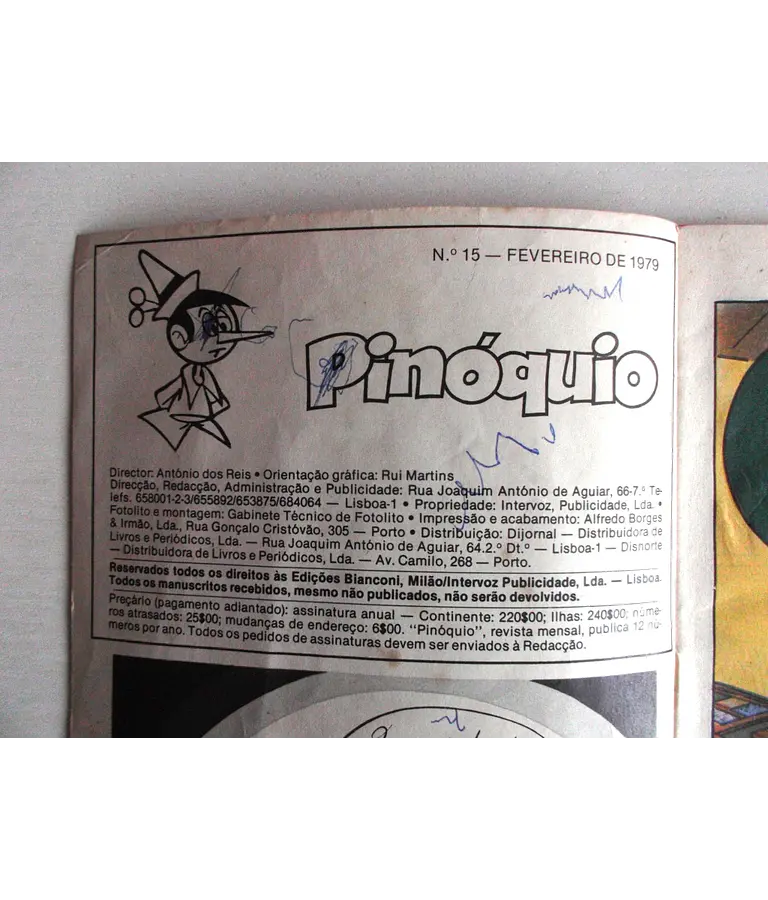 N.º 15 — FEVEREIRO DE 1979
Pinóquio
Director: António dos Reis • Orientação gráfica: Rui Martins
Direcção, Redacção, Administração e Publicidade: Rua Joaquim António de Aguiar, 66-7.º Te-
lefs. 658001-2-3/655892/653875/684064 — Lisboa-1 • Propriedade: Intervoz, Publicidade, Lda. •
Fotolito e montagem: Gabinete Técnico de Fotolito • Impressão e acabamento: Alfredo Borges
& Irmão, Lda., Rua Gonçalo Cristóvão, 305 — Porto • Distribuição: Dijornal — Distribuidora de
Livros e Periódicos, Lda. — Rua Joaquim António de Aguiar, 64.2.º Dt.º — Lisboa-1 — Disnorte
— Distribuidora de Livros e Periódicos, Lda. — Av. Camilo, 268 — Porto.
Reservados todos os direitos às Edições Bianconi, Milão/Intervoz Publicidade, Lda. — Lisboa.
Todos os manuscritos recebidos, mesmo não publicados, não serão devolvidos.
Preçário (pagamento adiantado): assinatura anual — Continente: 220$00; Ilhas: 240$00; núme-
ros atrasados: 25$00; mudanças de endereço: 6$00. "Pinóquio", revista mensal, publica 12 nú-
meros por ano. Todos os pedidos de assinaturas devem ser enviados à Redacção.